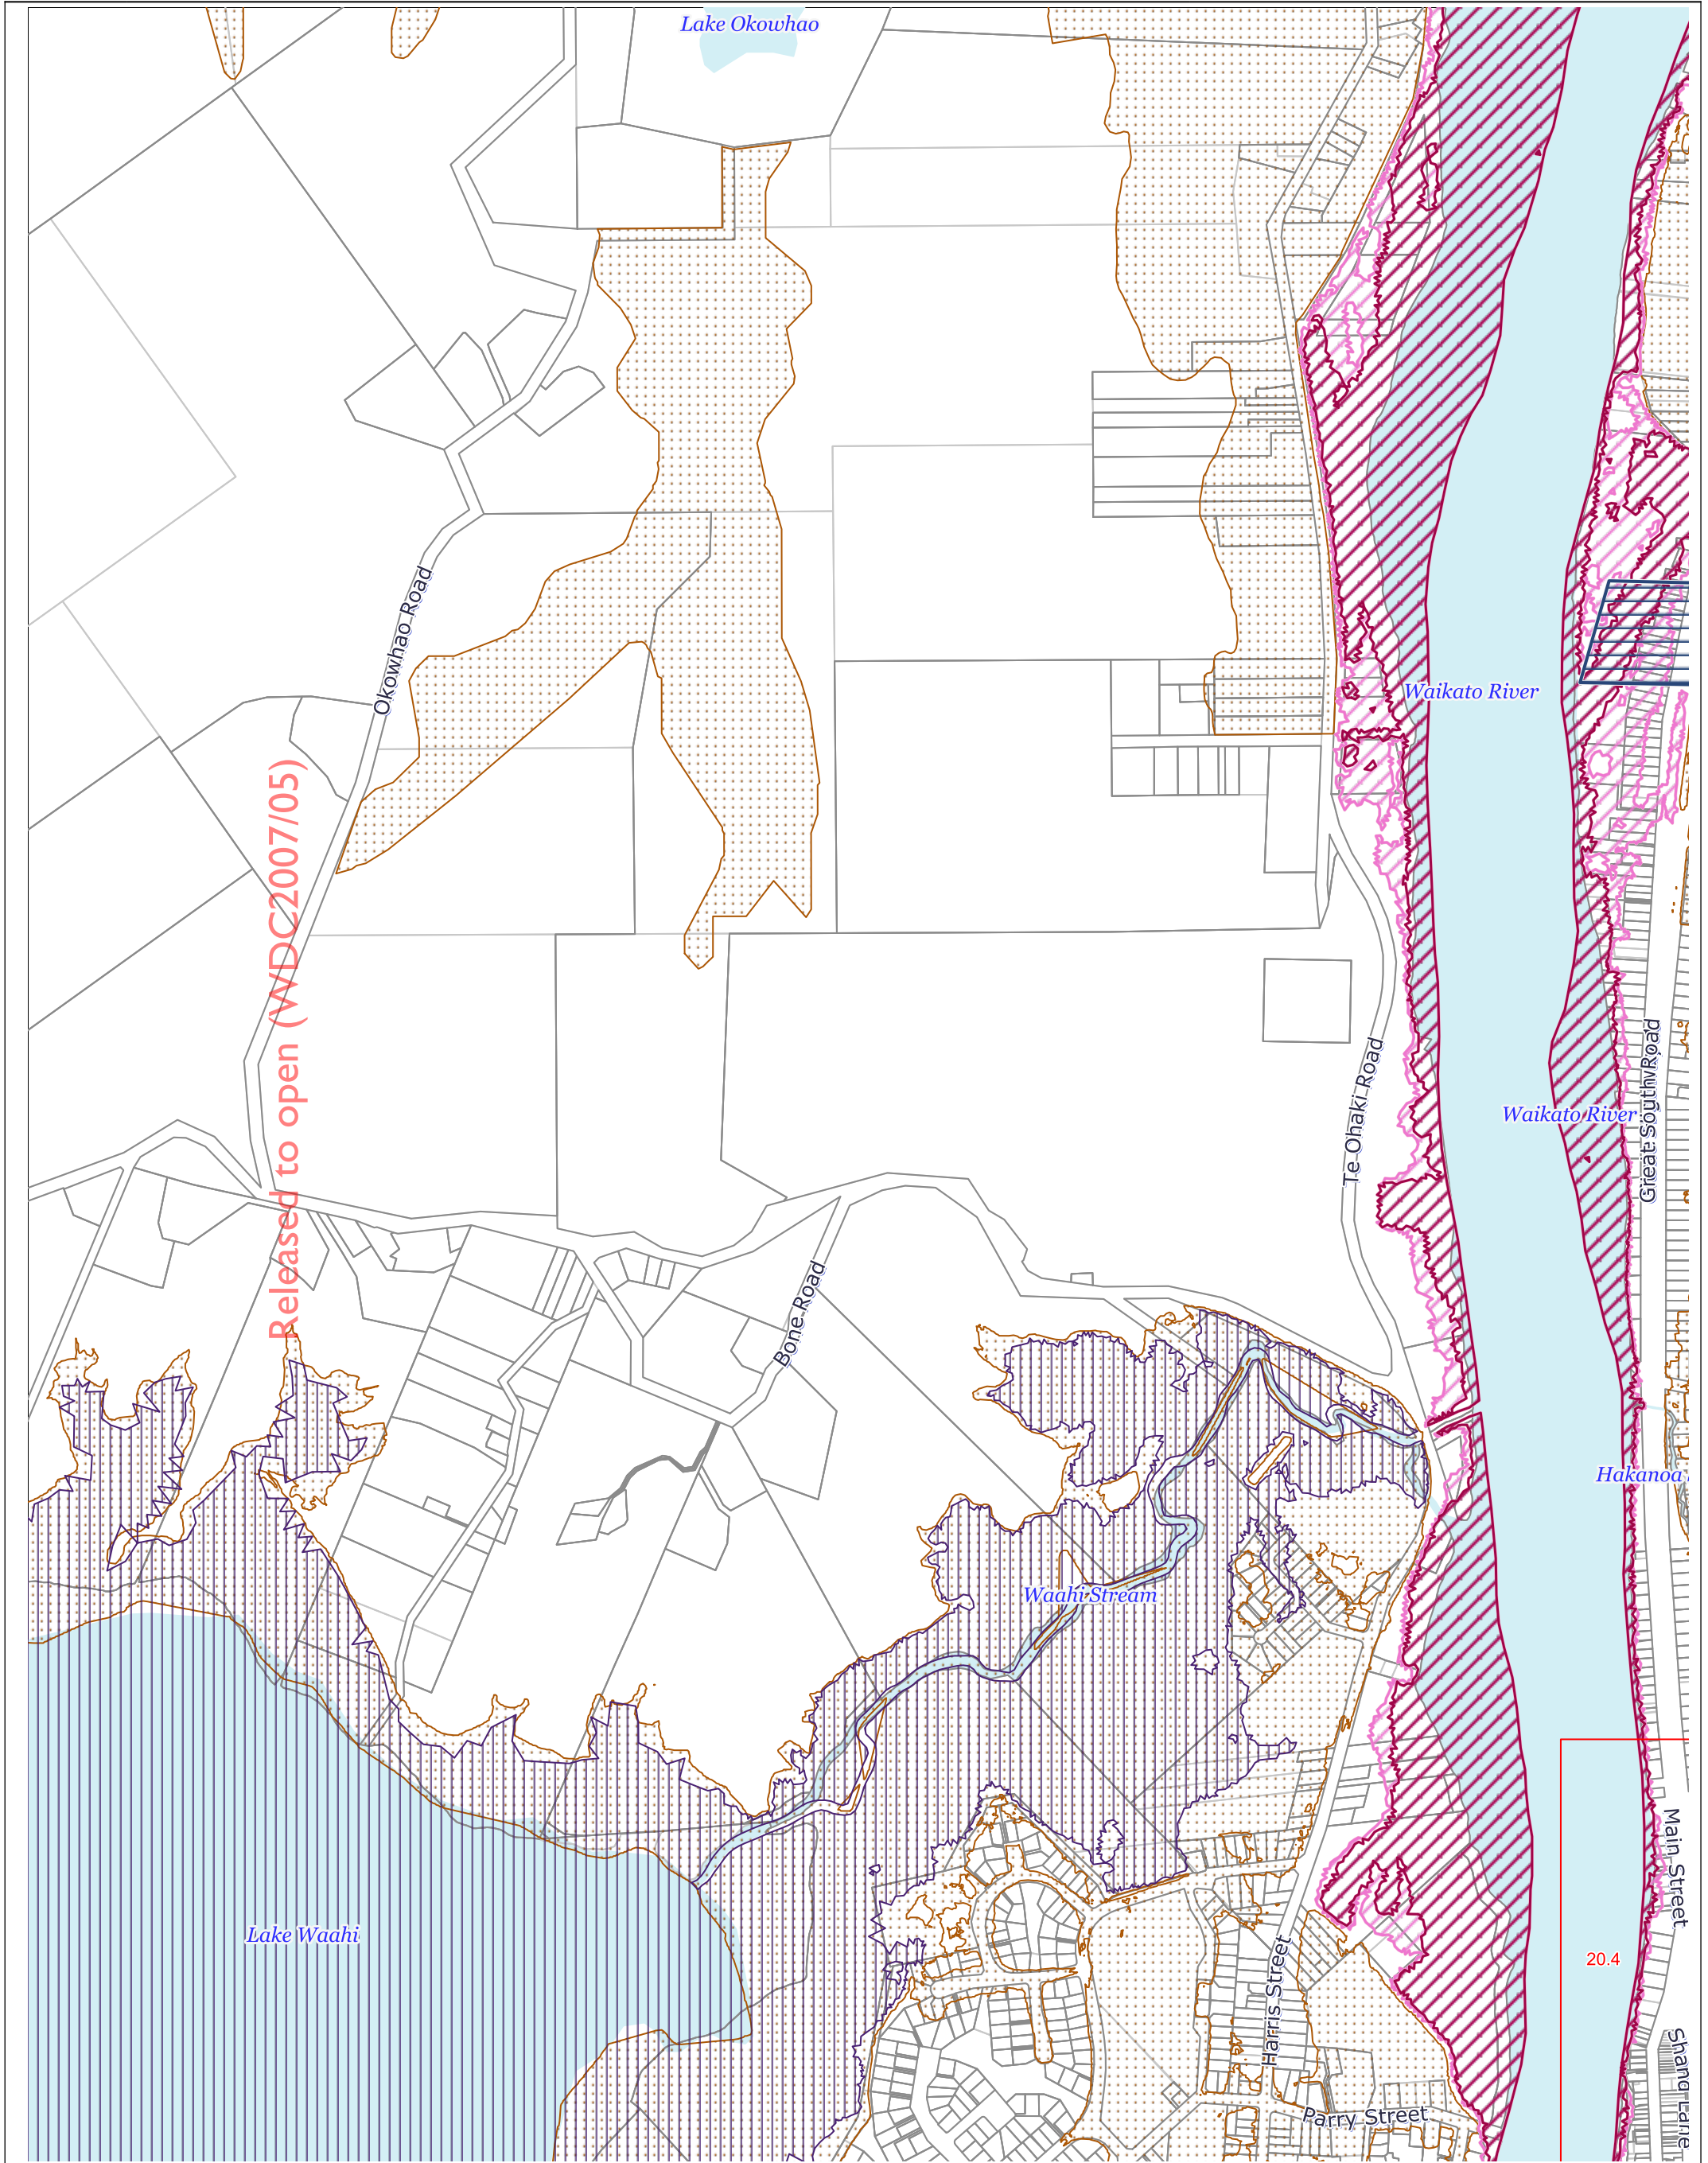 Lake Okowhao
Okowhao Road
Waikato River
Released to open (WDC2007/05)
Te Ohaki Road
Waikato River
Great South Road
Bone Road
Hakanoa
Waahi Stream
Main Street
Lake Waahi
20.4
Harris Street
Shand Lane
Parry Street